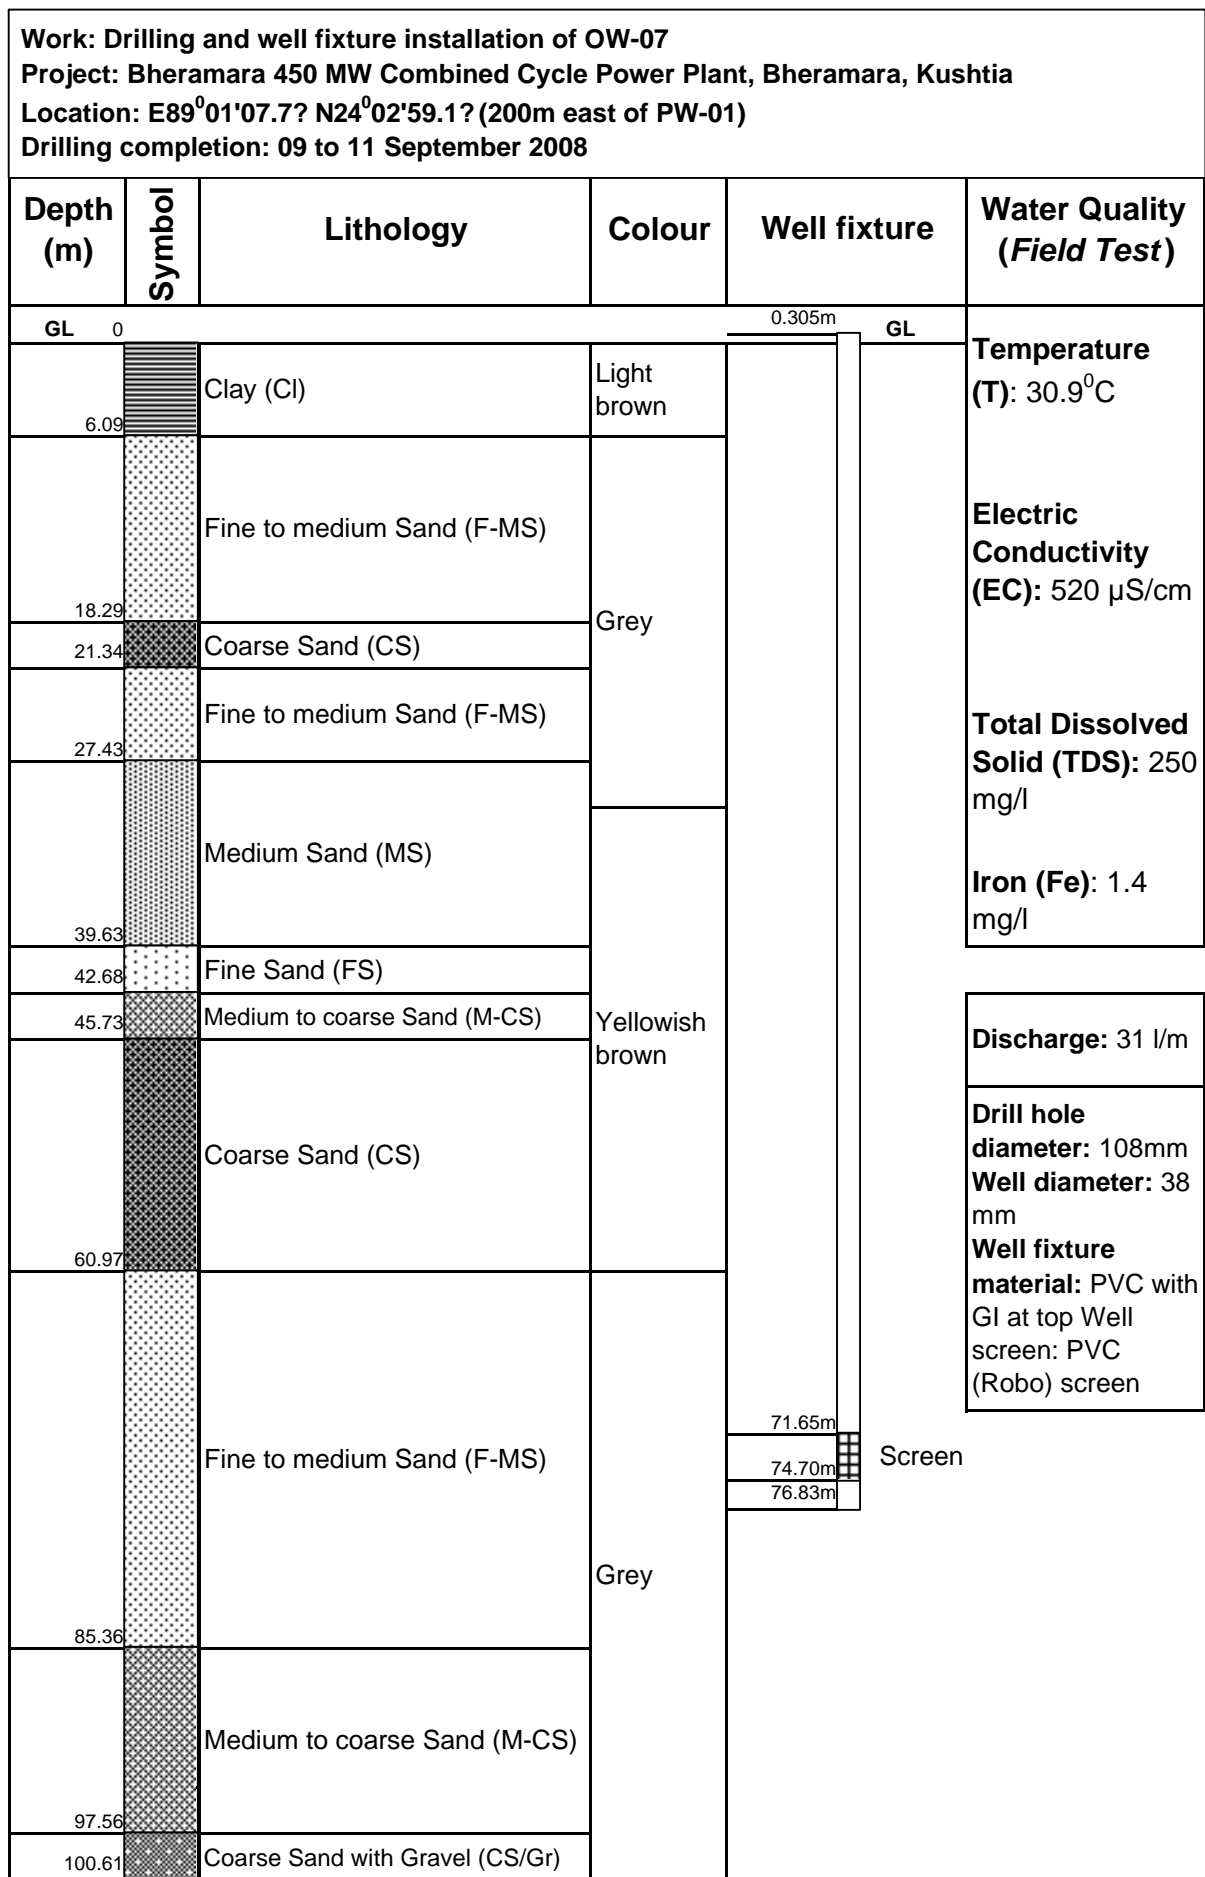 Work: Drilling and well fixture installation of OW-07
Project: Bheramara 450 MW Combined Cycle Power Plant, Bheramara, Kushtia
Location: E89⁰01'07.7? N24⁰02'59.1? (200m east of PW-01)
Drilling completion: 09 to 11 September 2008
Depth (m)
Symbol
Lithology
Colour
Well fixture
Water Quality
(Field Test)
GL 0
0.305m
GL
Clay (Cl)
Light
brown
6.09
Fine to medium Sand (F-MS)
18.29
Grey
Coarse Sand (CS)
21.34
Fine to medium Sand (F-MS)
27.43
Medium Sand (MS)
39.63
Fine Sand (FS)
42.68
Medium to coarse Sand (M-CS)
45.73
Yellowish
brown
Coarse Sand (CS)
60.97
Fine to medium Sand (F-MS)
71.65m
74.70m
76.83m
Screen
Grey
85.36
Medium to coarse Sand (M-CS)
97.56
Coarse Sand with Gravel (CS/Gr)
100.61
Temperature
(T): 30.9⁰C
Electric
Conductivity
(EC): 520 µS/cm
Total Dissolved
Solid (TDS): 250
mg/l
Iron (Fe): 1.4
mg/l
Discharge: 31 l/m
Drill hole
diameter: 108mm
Well diameter: 38
mm
Well fixture
material: PVC with
GI at top Well
screen: PVC
(Robo) screen